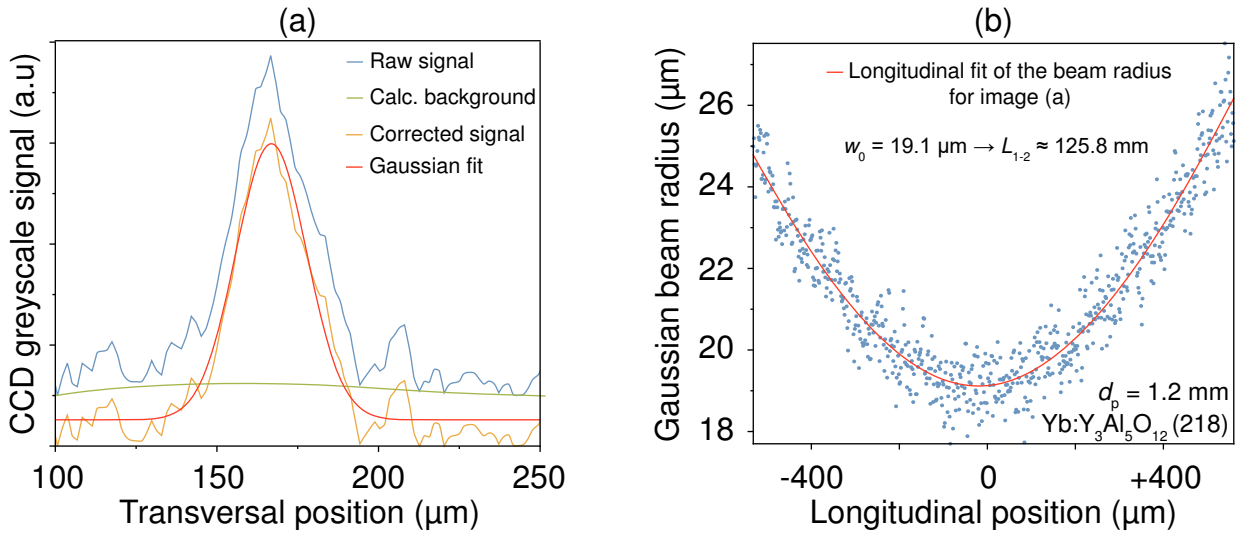 (a)
CCD greyscale signal (a.u)
Raw signal
Calc. background
Corrected signal
Gaussian fit
100
150
200
250
Transversal position (µm)
(b)
Gaussian beam radius (µm)
26
24
22
20
18
Longitudinal fit of the beam radius
for image (a)
w₀ = 19.1 µm → L₁₋₂ ≈ 125.8 mm
dₚ = 1.2 mm
Yb:Y₃Al₅O₁₂ (218)
-400
0
+400
Longitudinal position (µm)